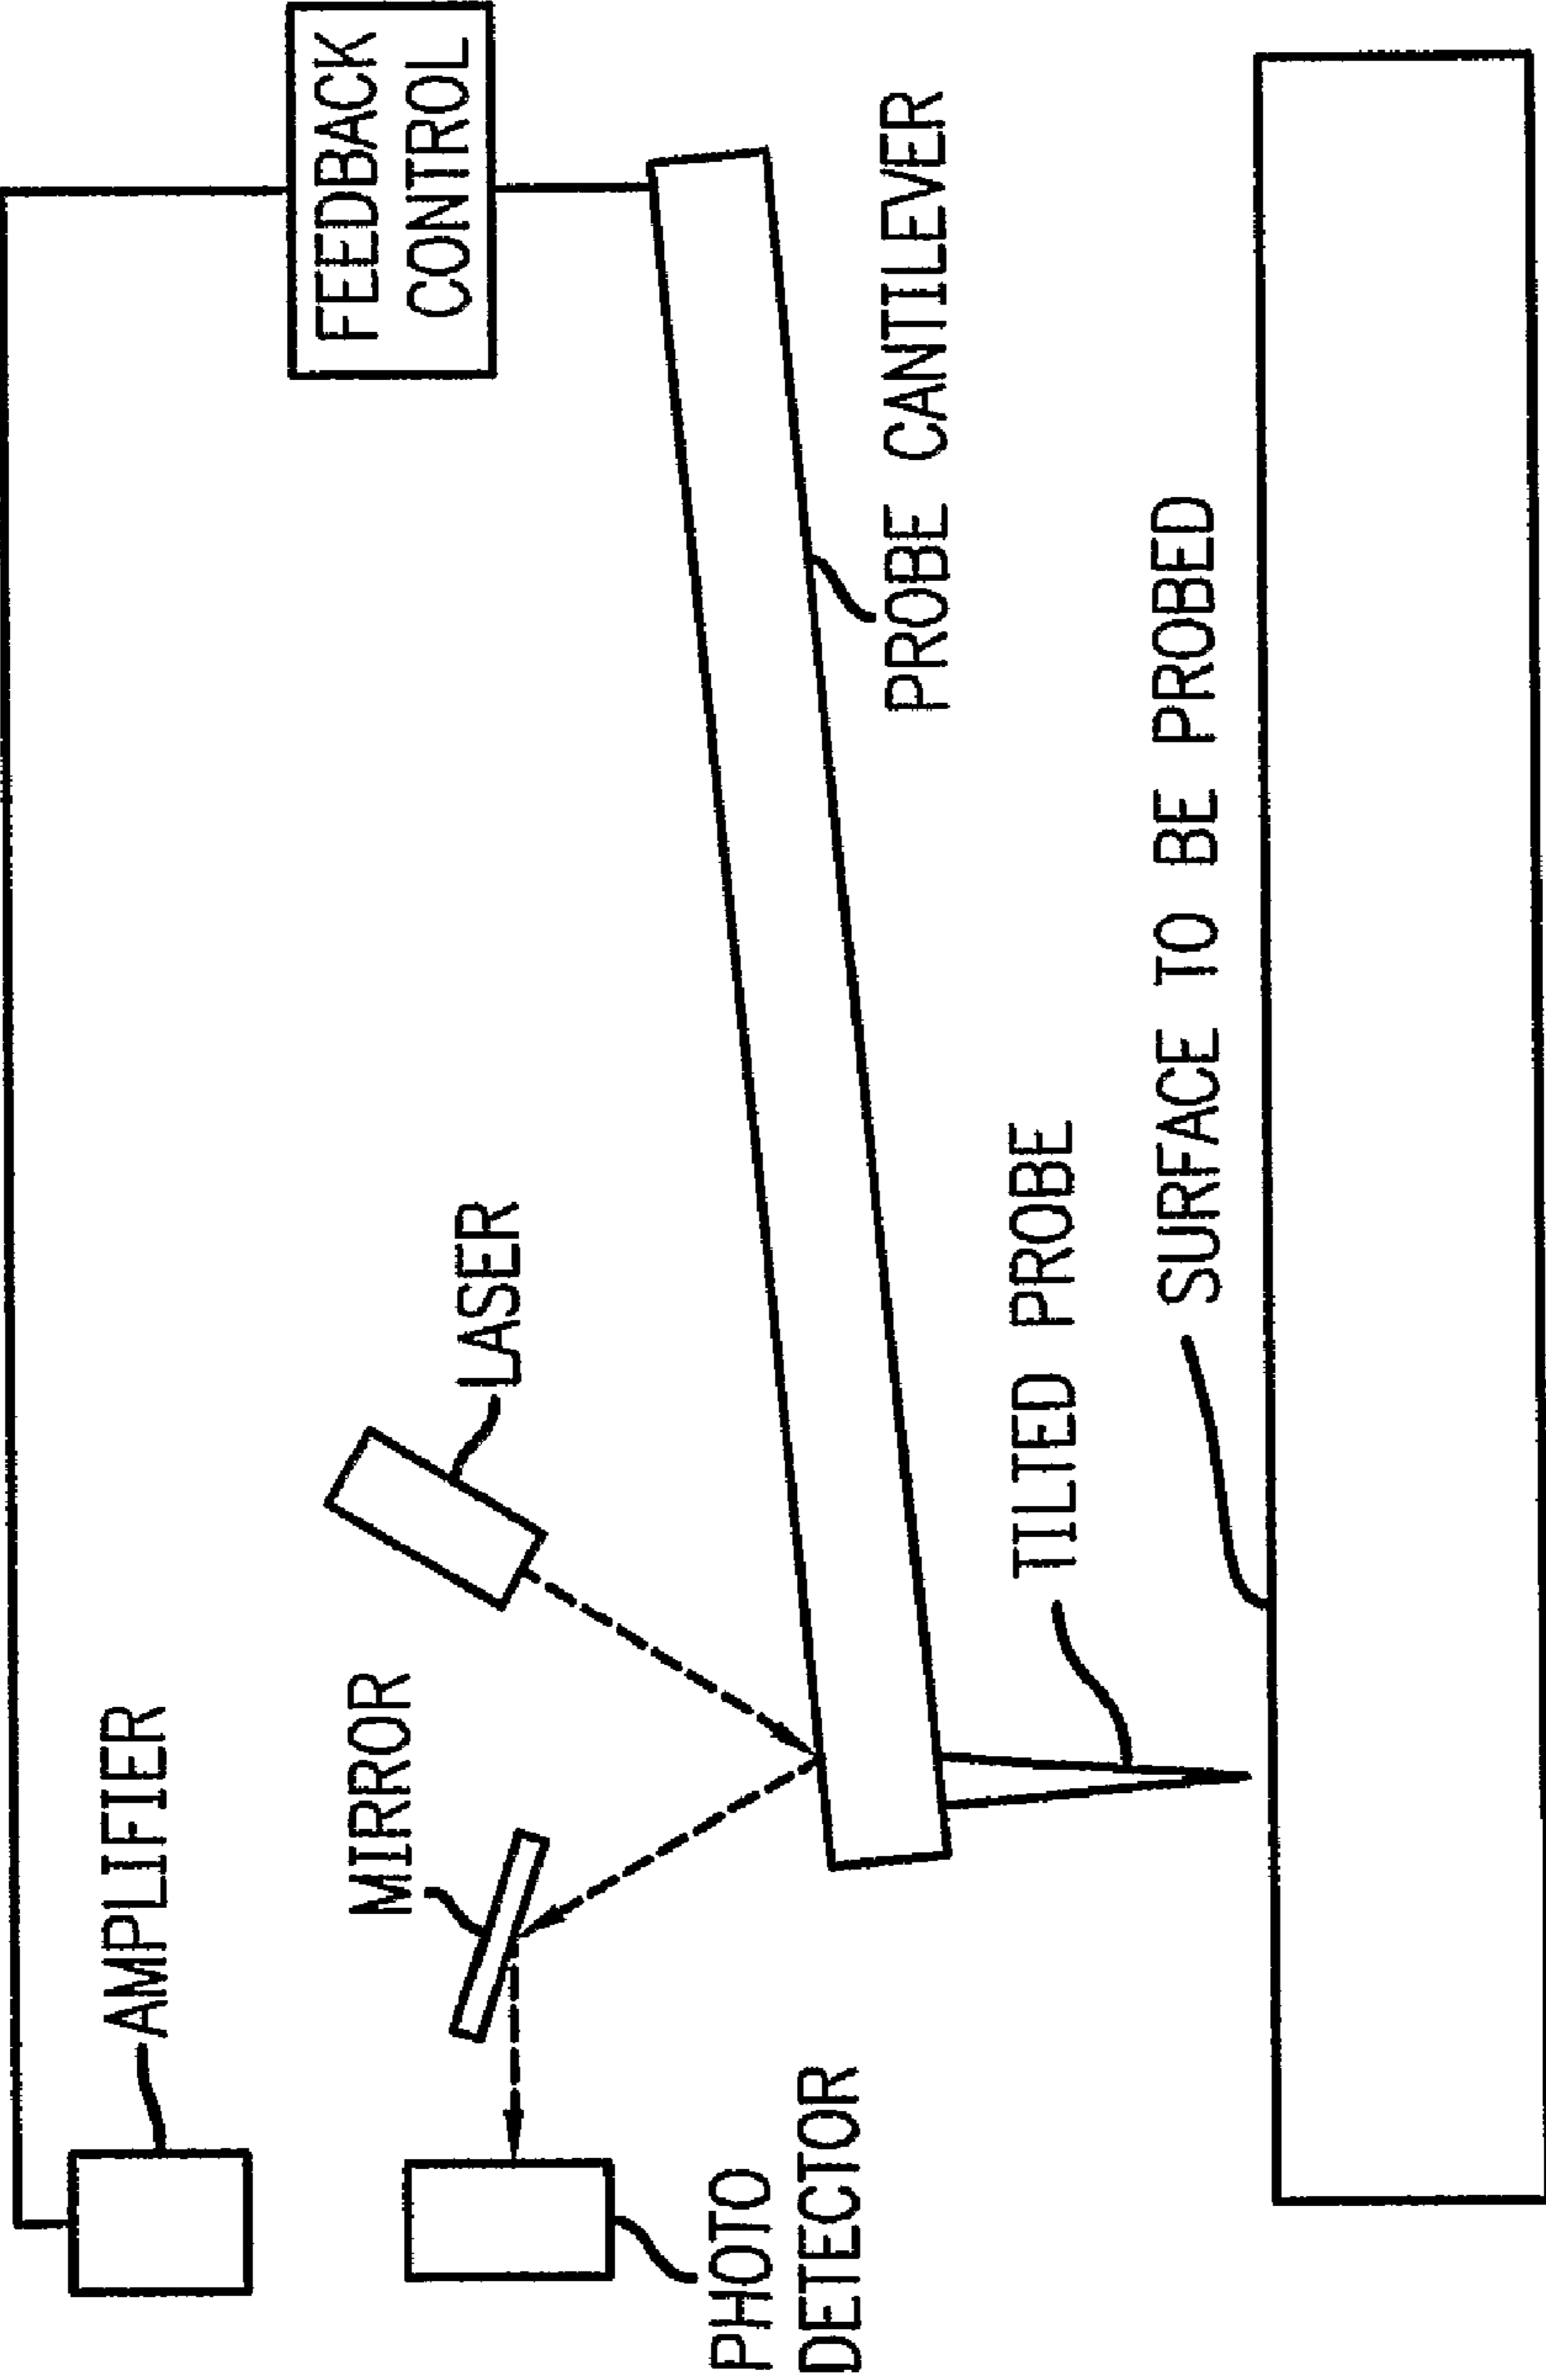 AMPLIFIER
FEEDBACK
CONTROL
MIRROR
LASER
PHOTO
DETECTOR
PROBE CANTILEVER
TILTED PROBE
SURFACE TO BE PROBED